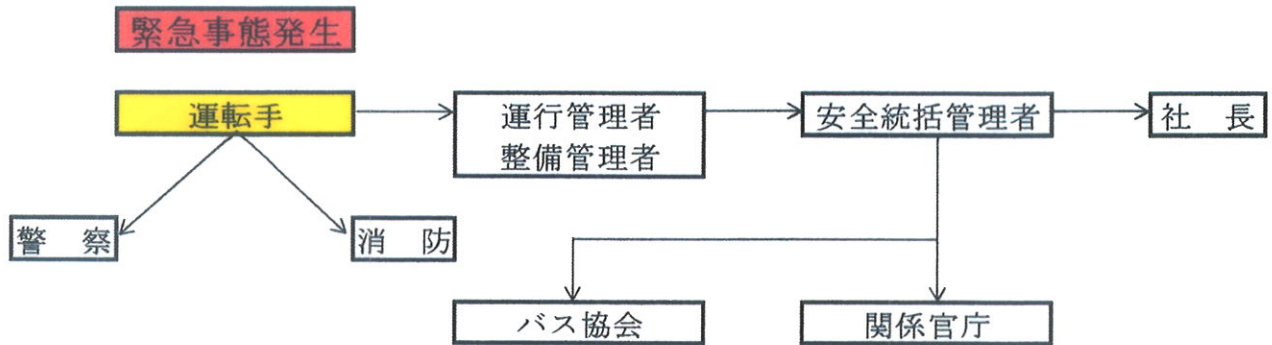 緊急事態発生
運転手
運行管理者
整備管理者
安全統括管理者
社　長
警　察
消　防
バス協会
関係官庁